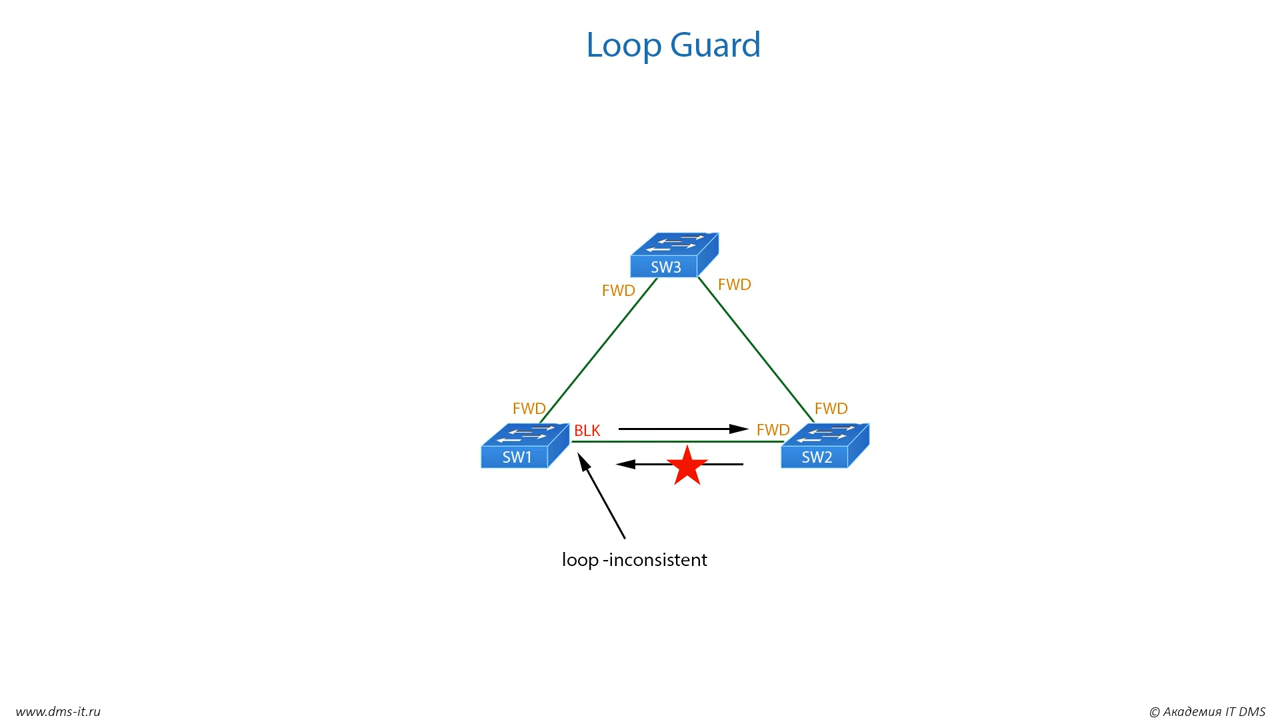 Loop Guard
SW3
FWD
FWD
FWD
FWD
BLK
FWD
SW1
SW2
loop -inconsistent
www.dms-it.ru
© Академия IT DMS